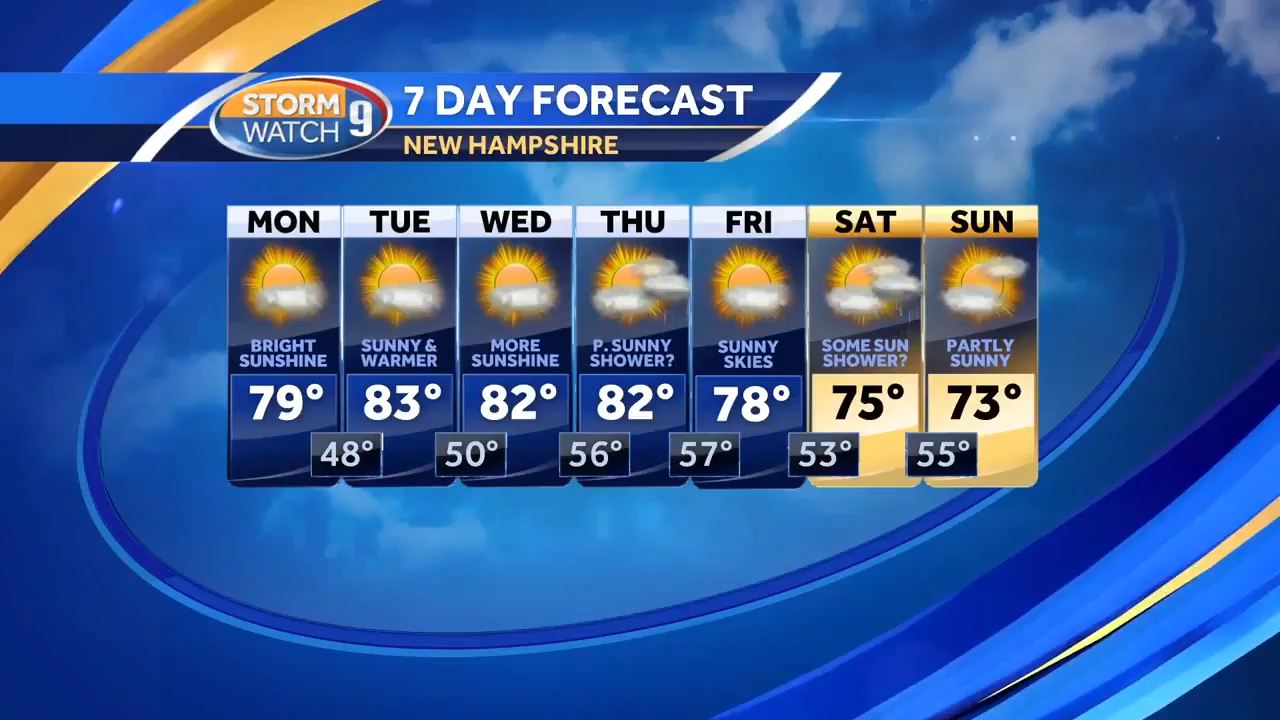 STORM
WATCH 9
7 DAY FORECAST
NEW HAMPSHIRE
MON TUE WED THU FRI SAT SUN
BRIGHT SUNNY & MORE P. SUNNY SUNNY SOME SUN PARTLY
SUNSHINE WARMER SUNSHINE SHOWER? SKIES SHOWER? SUNNY
79° 83° 82° 82° 78° 75° 73°
48° 50° 56° 57° 53° 55°